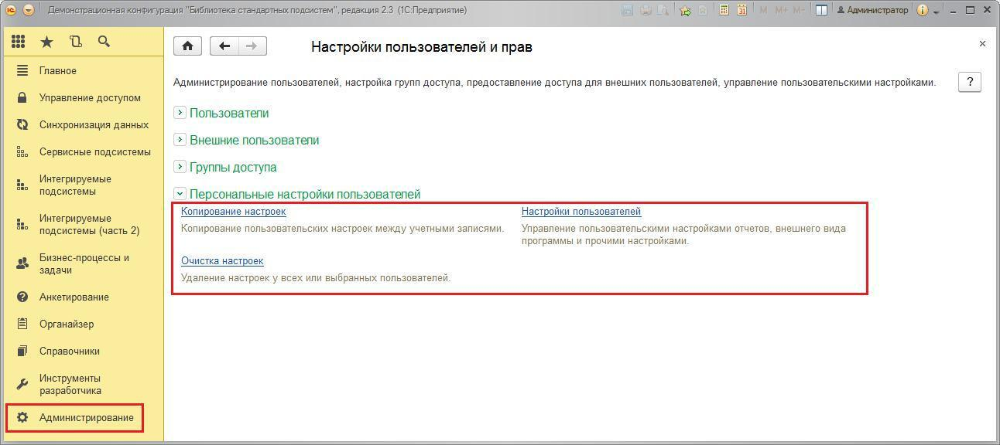 Демонстрационная конфигурация "Библиотека стандартных подсистем", редакция 2.3 (1С:Предприятие)
31
M M+ M-
Администратор
Главное
Управление доступом
Синхронизация данных
Сервисные подсистемы
Интегрируемые
подсистемы
Интегрируемые
подсистемы (часть 2)
Бизнес-процессы и
задачи
Анкетирование
Органайзер
Справочники
Инструменты
разработчика
Администрирование
Настройки пользователей и прав
Администрирование пользователей, настройка групп доступа, предоставление доступа для внешних пользователей, управление пользовательскими настройками.
?
Пользователи
Внешние пользователи
Группы доступа
Персональные настройки пользователей
Копирование настроек
Копирование пользовательских настроек между учетными записями.
Настройки пользователей
Управление пользовательскими настройками отчетов, внешнего вида
программы и прочими настройками.
Очистка настроек
Удаление настроек у всех или выбранных пользователей.